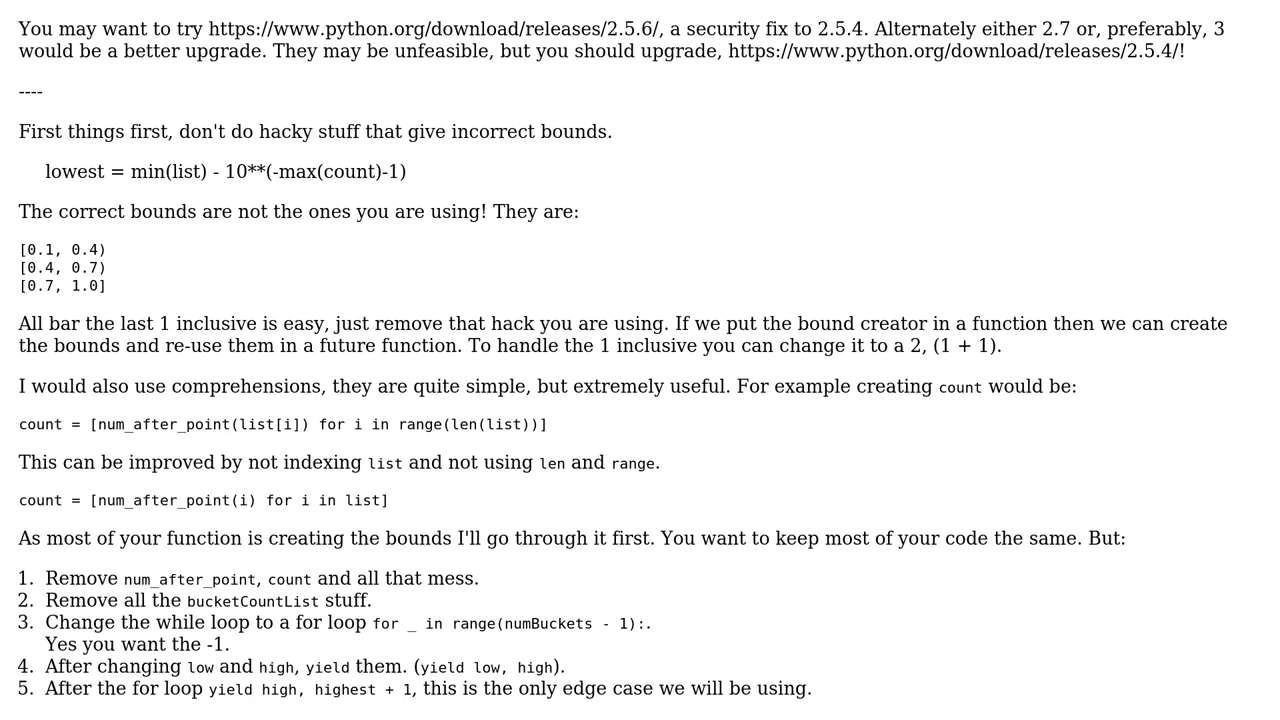 You may want to try https://www.python.org/download/releases/2.5.6/, a security fix to 2.5.4. Alternately either 2.7 or, preferably, 3
would be a better upgrade. They may be unfeasible, but you should upgrade, https://www.python.org/download/releases/2.5.4/!
----
First things first, don't do hacky stuff that give incorrect bounds.
lowest = min(list) - 10**(-max(count)-1)
The correct bounds are not the ones you are using! They are:
[0.1, 0.4)
[0.4, 0.7)
[0.7, 1.0]
All bar the last 1 inclusive is easy, just remove that hack you are using. If we put the bound creator in a function then we can create
the bounds and re-use them in a future function. To handle the 1 inclusive you can change it to a 2, (1 + 1).
I would also use comprehensions, they are quite simple, but extremely useful. For example creating count would be:
count = [num_after_point(list[i]) for i in range(len(list))]
This can be improved by not indexing list and not using len and range.
count = [num_after_point(i) for i in list]
As most of your function is creating the bounds I'll go through it first. You want to keep most of your code the same. But:
1. Remove num_after_point, count and all that mess.
2. Remove all the bucketCountList stuff.
3. Change the while loop to a for loop for _ in range(numBuckets - 1):.
Yes you want the -1.
4. After changing low and high, yield them. (yield low, high).
5. After the for loop yield high, highest + 1, this is the only edge case we will be using.